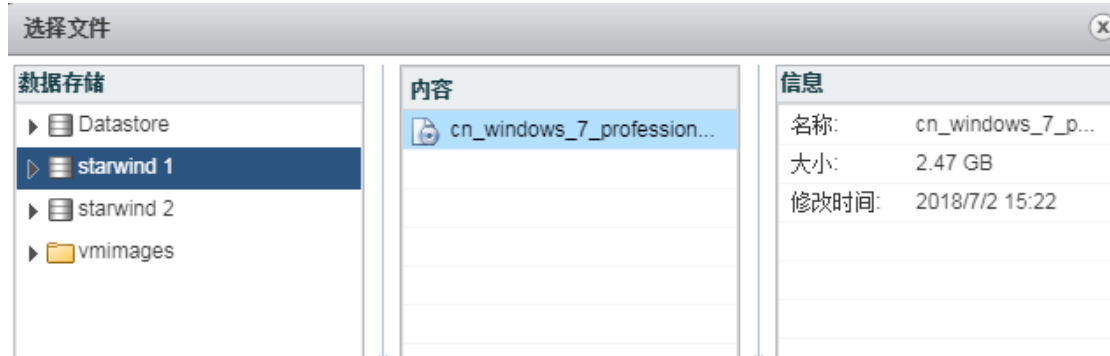 选择文件
数据存储
Datastore
starwind 1
starwind 2
vmimages
内容
cn_windows_7_profession...
信息
名称: cn_windows_7_p...
大小: 2.47 GB
修改时间: 2018/7/2 15:22